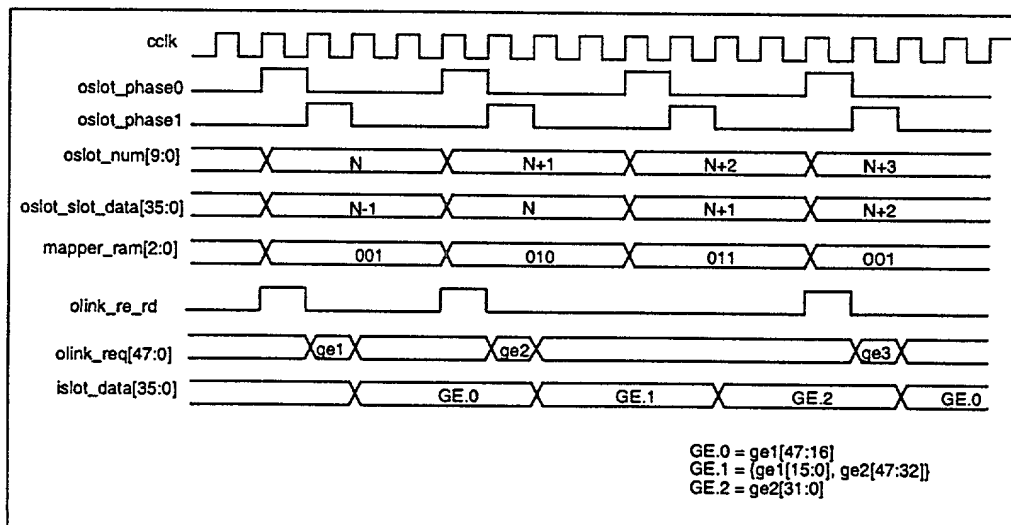 cclk
oslot_phase0
oslot_phase1
oslot_num[9:0] N N+1 N+2 N+3
oslot_slot_data[35:0] N-1 N N+1 N+2
mapper_ram[2:0] 001 010 011 001
olink_re_rd
olink_req[47:0] ge1 ge2 ge3
islot_data[35:0] GE.0 GE.1 GE.2 GE.0
GE.0 = ge1[47:16]
GE.1 = {ge1[15:0], ge2[47:32]}
GE.2 = ge2[31:0]